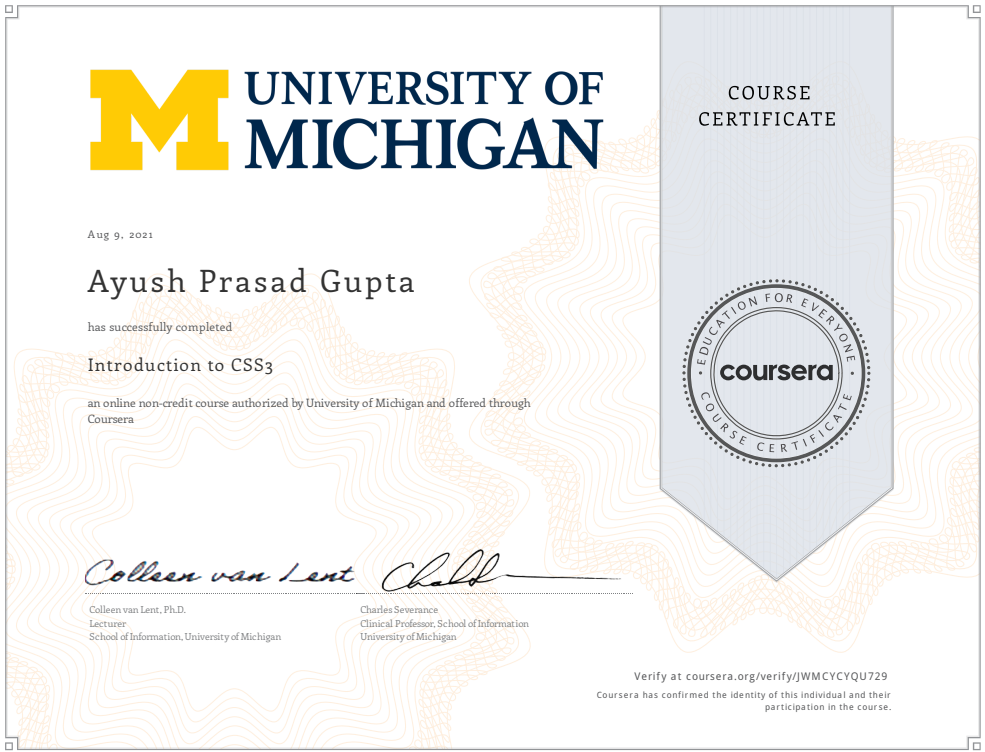 UNIVERSITY OF
MICHIGAN
COURSE
CERTIFICATE
Aug 9, 2021
Ayush Prasad Gupta
has successfully completed
Introduction to CSS3
an online non-credit course authorized by University of Michigan and offered through
Coursera
EDUCATION FOR EVERYONE
coursera
COURSE CERTIFICATE
Colleen van Lent
Colleen van Lent, Ph.D.
Lecturer
School of Information, University of Michigan
Charles Severance
Clinical Professor, School of Information
University of Michigan
Verify at coursera.org/verify/JWMCYCYQU729
Coursera has confirmed the identity of this individual and their
participation in the course.